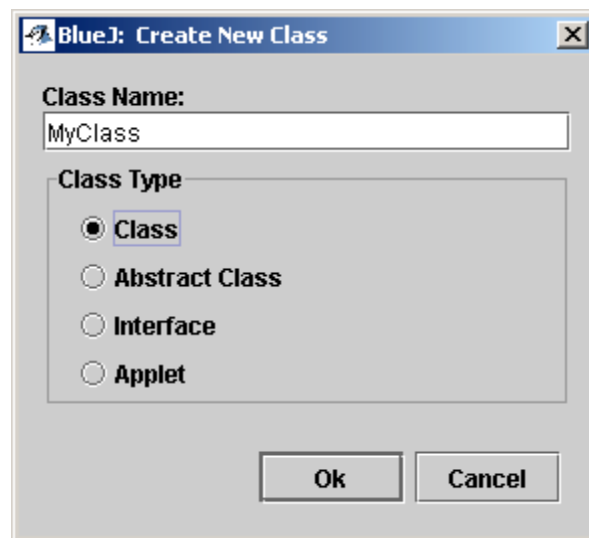 BlueJ: Create New Class
Class Name:
MyClass
Class Type
Class
Abstract Class
Interface
Applet
Ok Cancel